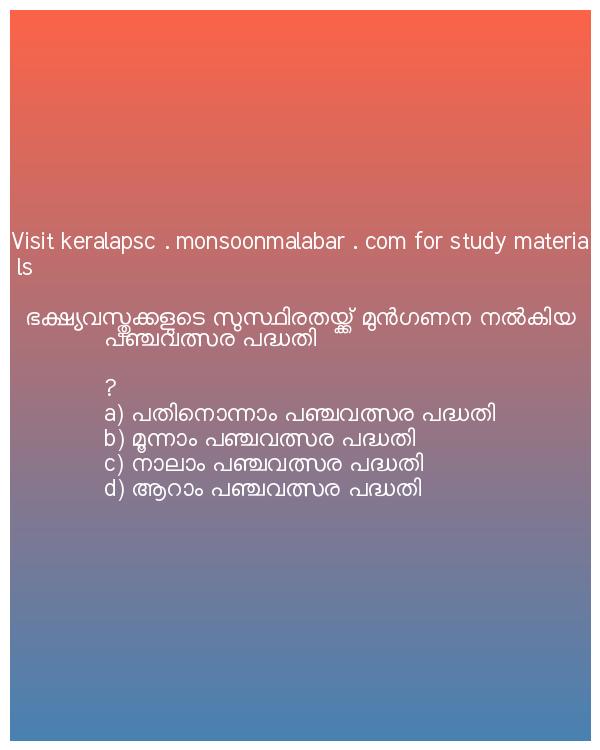 Visit keralapsc . monsoonmalabar . com for study materia
ls
ഭക്ഷ്യവസ്തുക്കളുടെ സുസ്ഥിരതയ്ക്ക് മുൻഗണന നൽകിയ
പഞ്ചവത്സര പദ്ധതി
?
a) പതിനൊന്നാം പഞ്ചവത്സര പദ്ധതി
b) മൂന്നാം പഞ്ചവത്സര പദ്ധതി
c) നാലാം പഞ്ചവത്സര പദ്ധതി
d) ആറാം പഞ്ചവത്സര പദ്ധതി